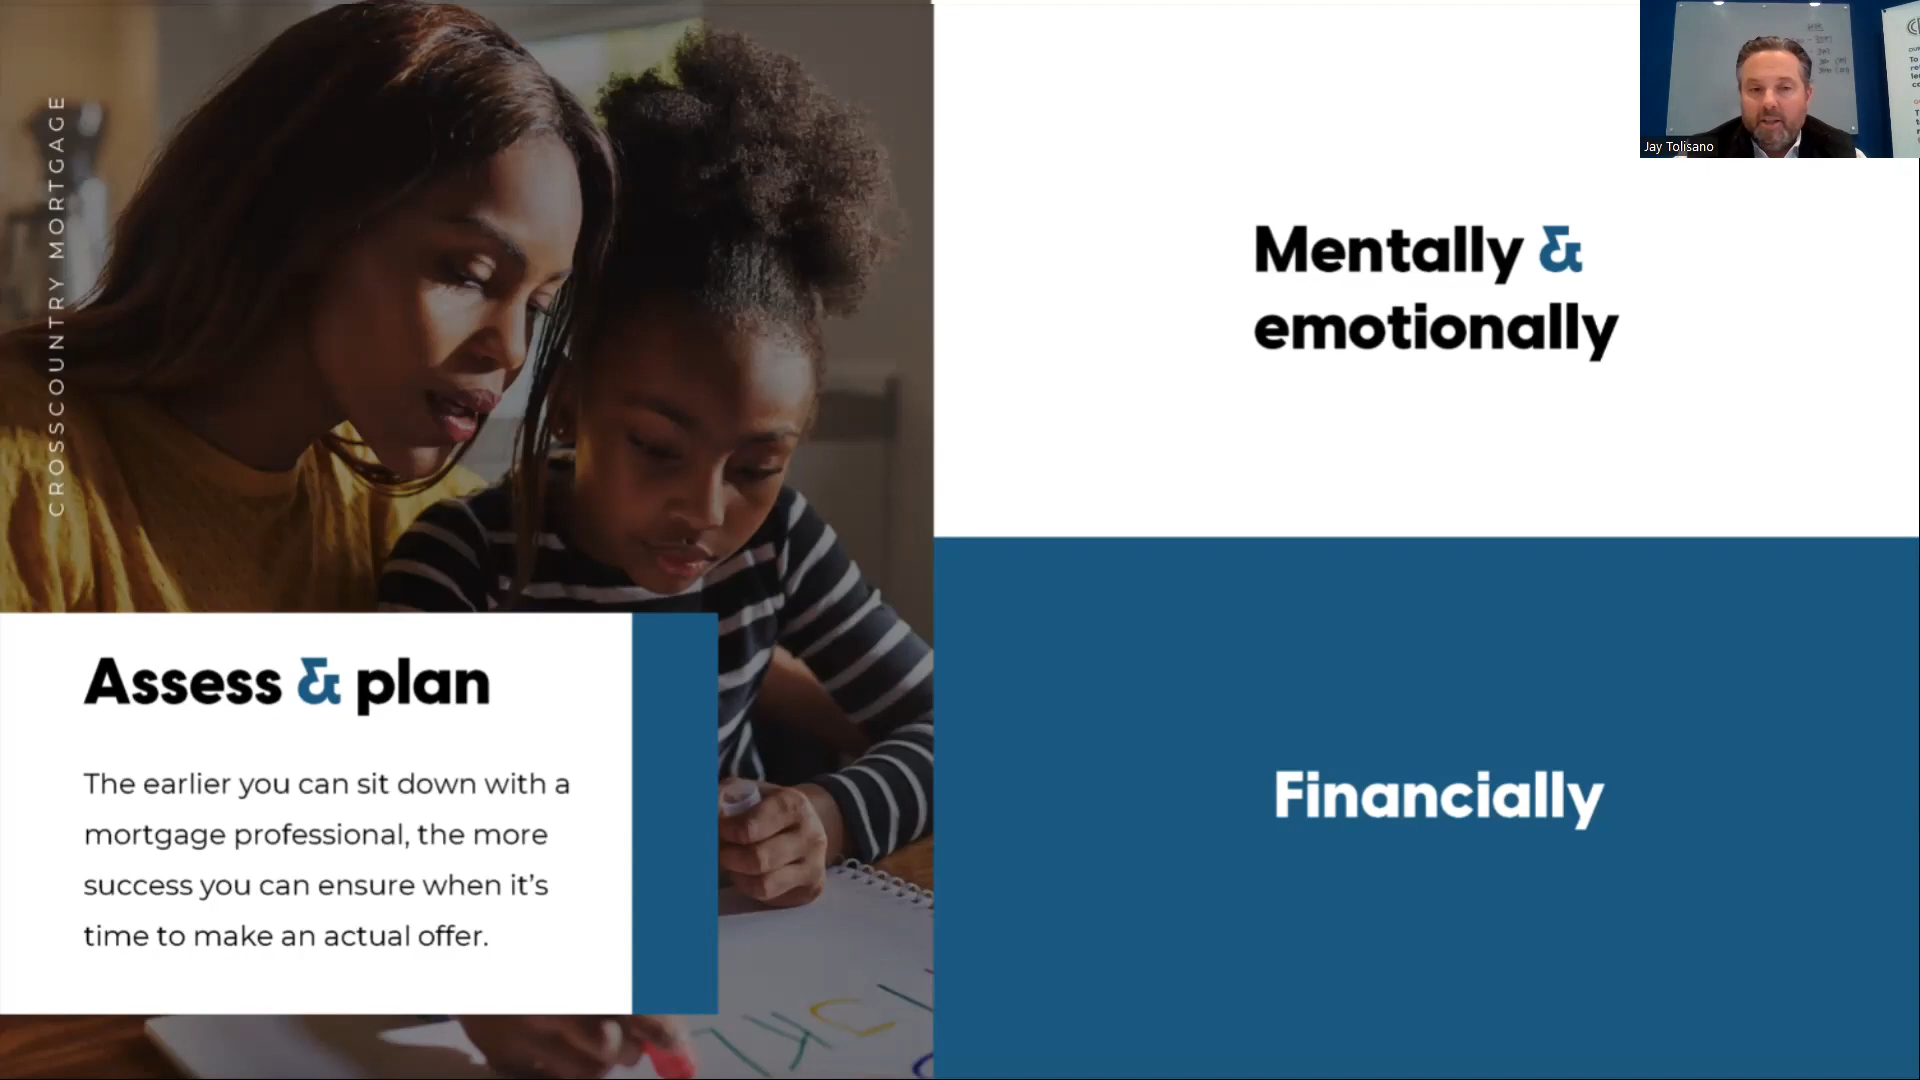 CROSSCOUNTRY MORTGAGE
Assess & plan
The earlier you can sit down with a
mortgage professional, the more
success you can ensure when it’s
time to make an actual offer.
Mentally &
emotionally
Financially
Jay Tolisano